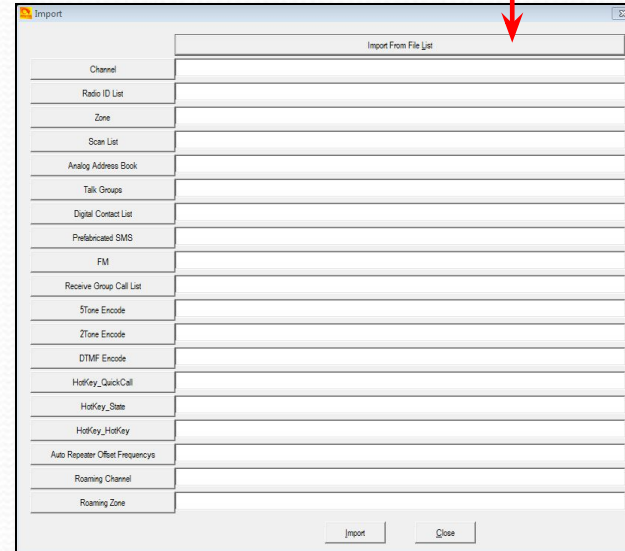 Import
Import From File List
Channel
Radio ID List
Zone
Scan List
Analog Address Book
Talk Groups
Digital Contact List
Prefabricated SMS
FM
Receive Group Call List
5Tone Encode
2Tone Encode
DTMF Encode
HotKey_QuickCall
HotKey_State
HotKey_HotKey
Auto Repeater Offset Frequencys
Roaming Channel
Roaming Zone
Import Close